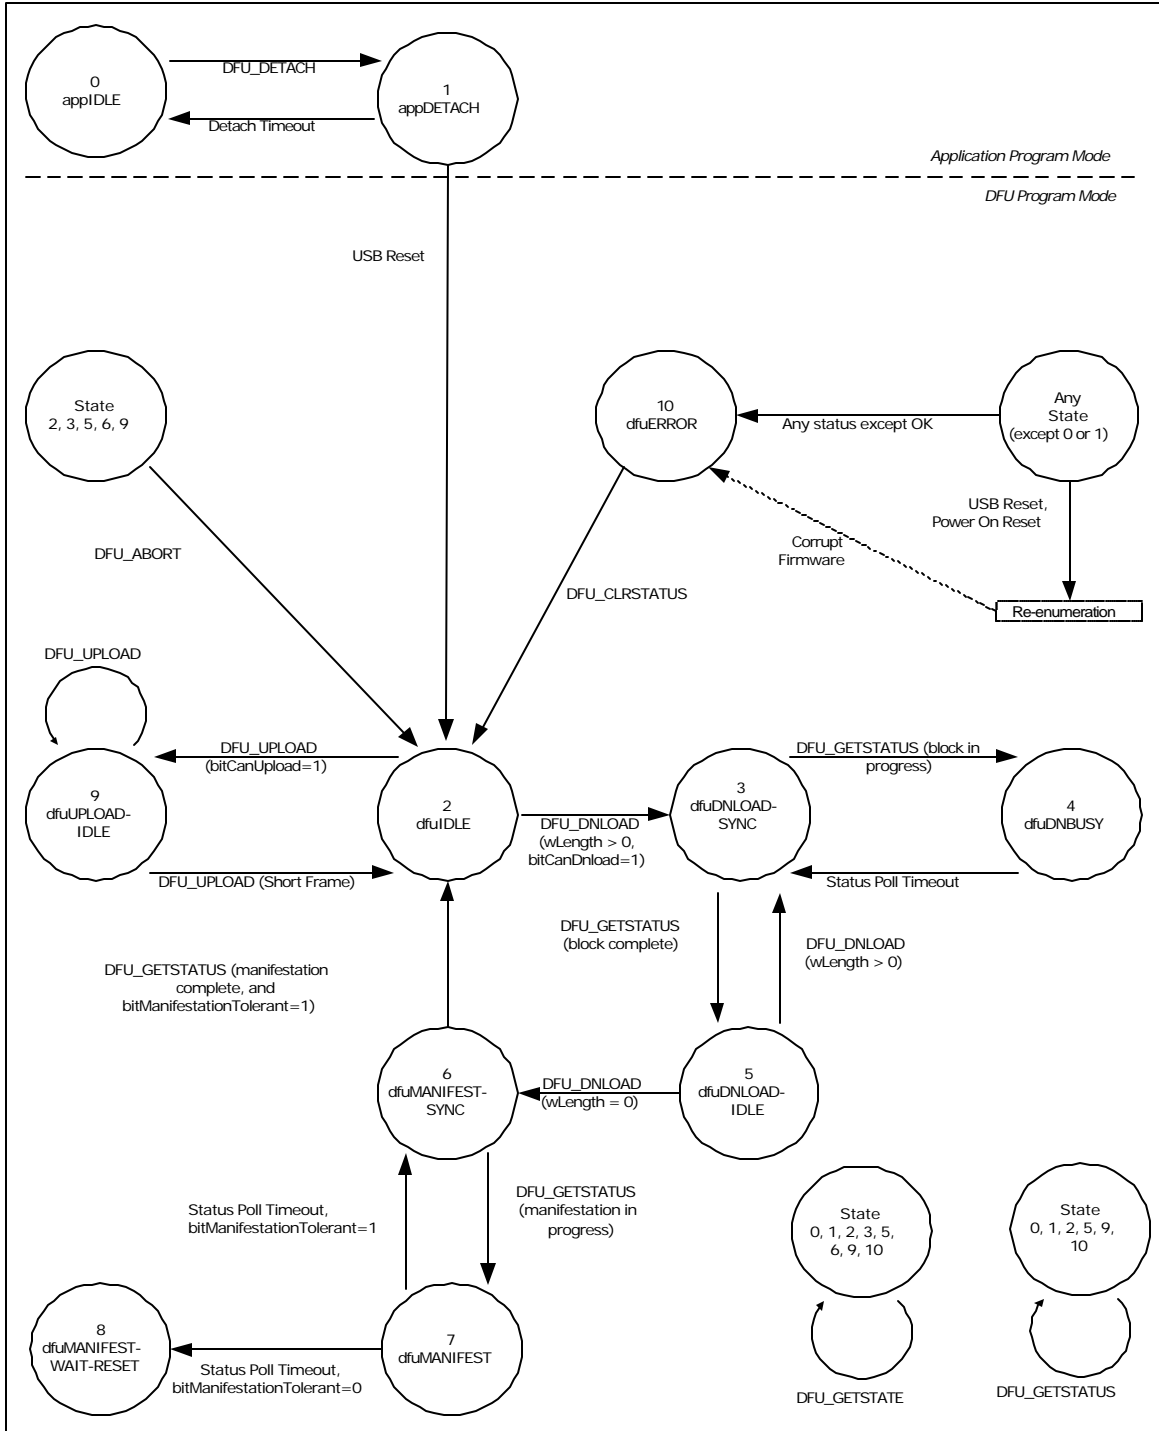 0
appIDLE
DFU_DETACH
1
appDETACH
Detach Timeout
Application Program Mode
DFU Program Mode
USB Reset
State
2, 3, 5, 6, 9
10
dfuERROR
Any status except OK
Any
State
(except 0 or 1)
USB Reset,
Power On Reset
DFU_ABORT
Corrupt
Firmware
DFU_CLRSTATUS
Re-enumeration
DFU_UPLOAD
DFU_UPLOAD
(bitCanUpload=1)
DFU_GETSTATUS (block in
progress)
9
dfuUPLOAD-
IDLE
2
dfuIDLE
DFU_DNLOAD
(wLength > 0,
bitCanDnload=1)
3
dfuDNLOAD-
SYNC
4
dfuDNBUSY
DFU_UPLOAD (Short Frame)
Status Poll Timeout
DFU_GETSTATUS
(block complete)
DFU_DNLOAD
(wLength > 0)
DFU_GETSTATUS (manifestation
complete, and
bitManifestationTolerant=1)
6
dfuMANIFEST-
SYNC
DFU_DNLOAD
(wLength = 0)
5
dfuDNLOAD-
IDLE
Status Poll Timeout,
bitManifestationTolerant=1
DFU_GETSTATUS
(manifestation in
progress)
State
0, 1, 2, 3, 5,
6, 9, 10
State
0, 1, 2, 5, 9,
10
8
dfuMANIFEST-
WAIT-RESET
Status Poll Timeout,
bitManifestationTolerant=0
7
dfuMANIFEST
DFU_GETSTATE
DFU_GETSTATUS